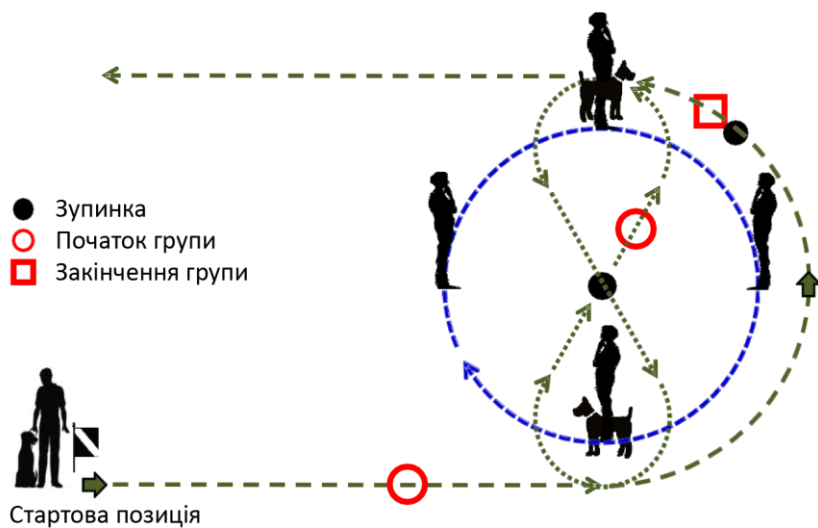 Зупинка
Початок групи
Закінчення групи
Стартова позиція